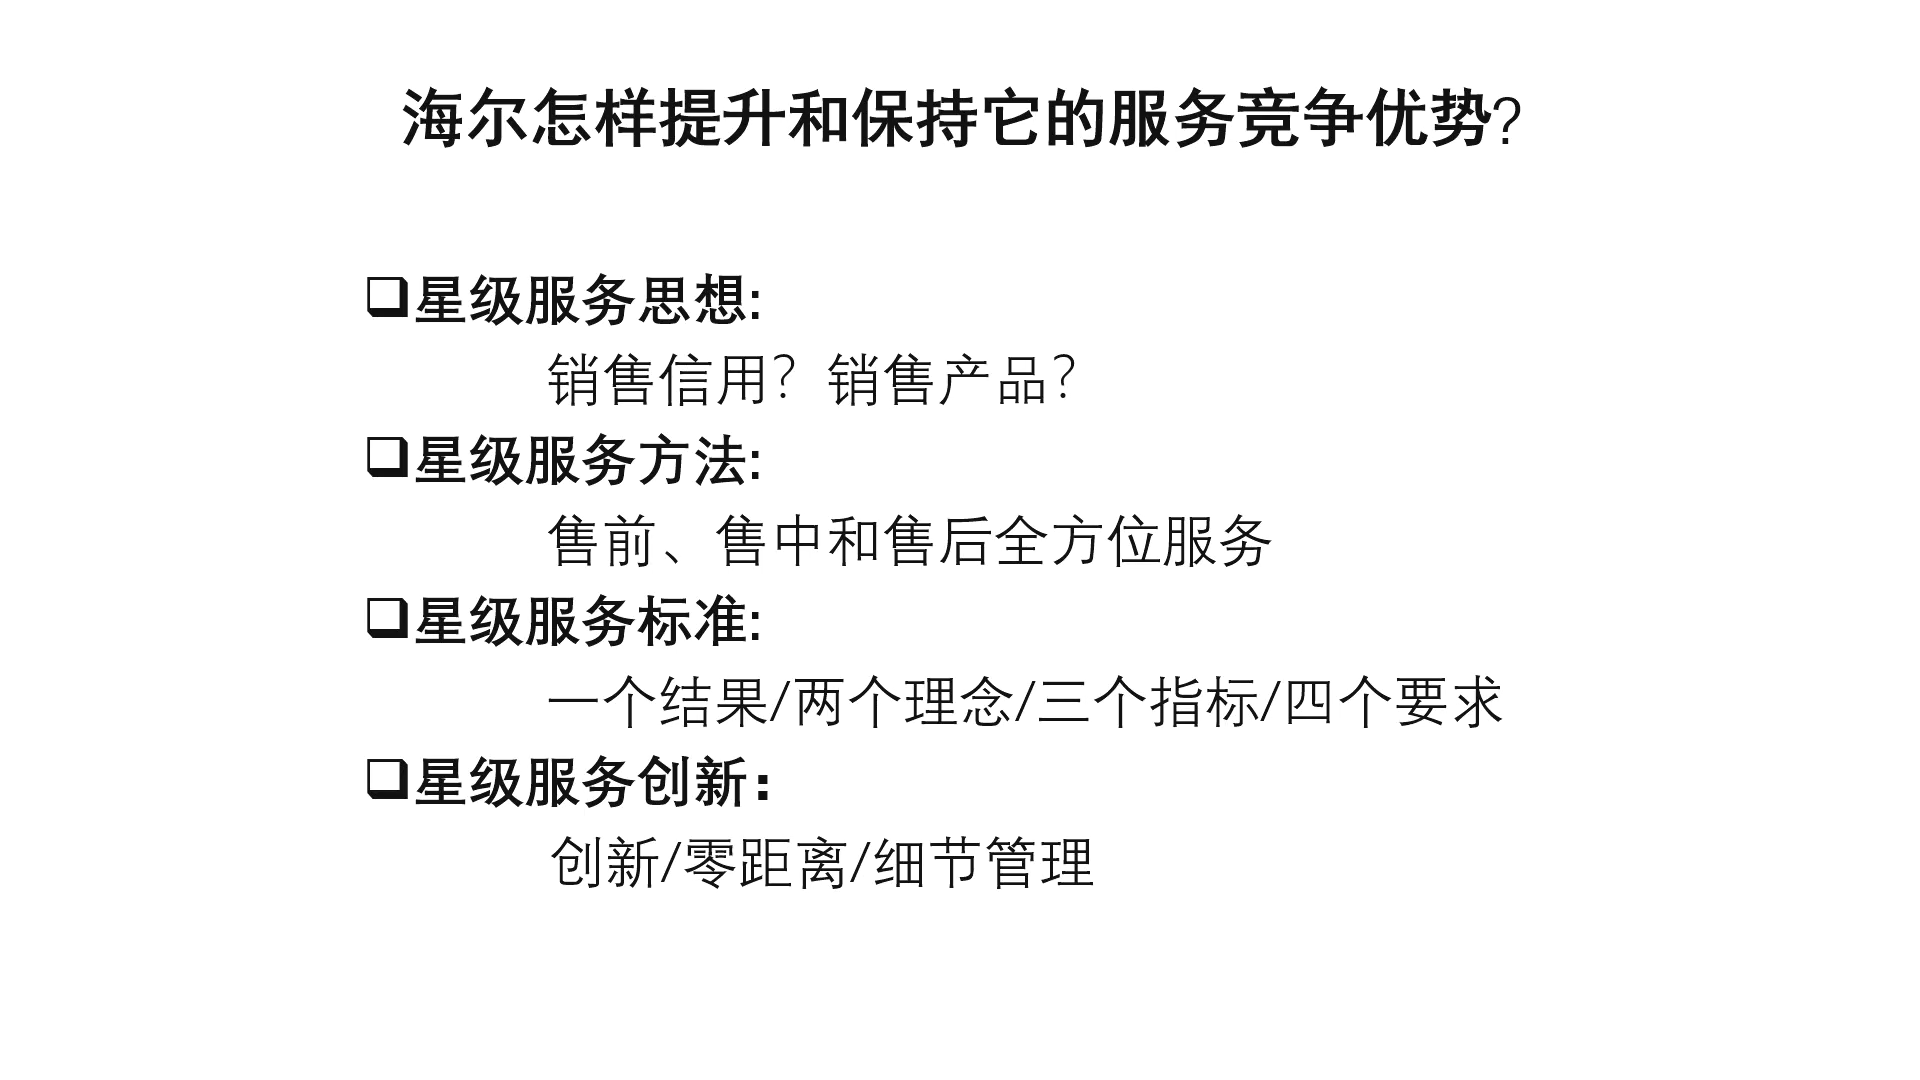 海尔怎样提升和保持它的服务竞争优势?
❑星级服务思想:
销售信用？销售产品？
❑星级服务方法:
售前、售中和售后全方位服务
❑星级服务标准:
一个结果/两个理念/三个指标/四个要求
❑星级服务创新:
创新/零距离/细节管理